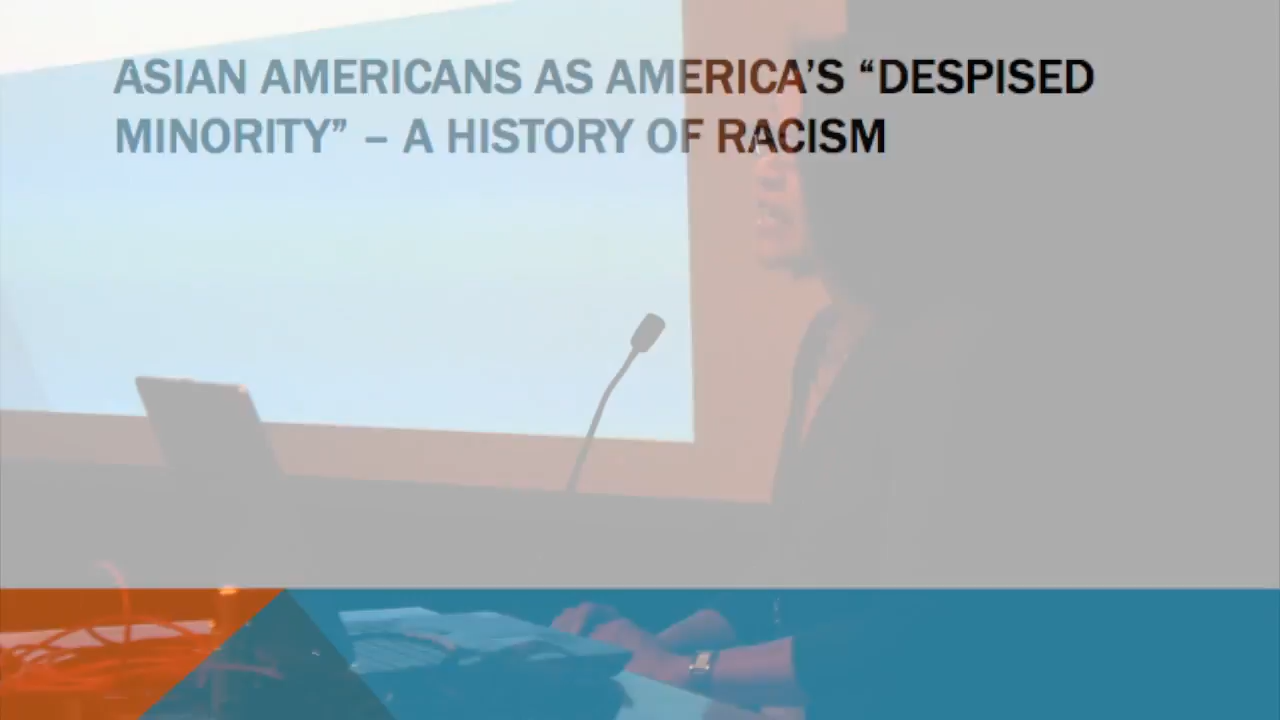 ASIAN AMERICANS AS AMERICA’S “DESPISED
MINORITY” – A HISTORY OF RACISM